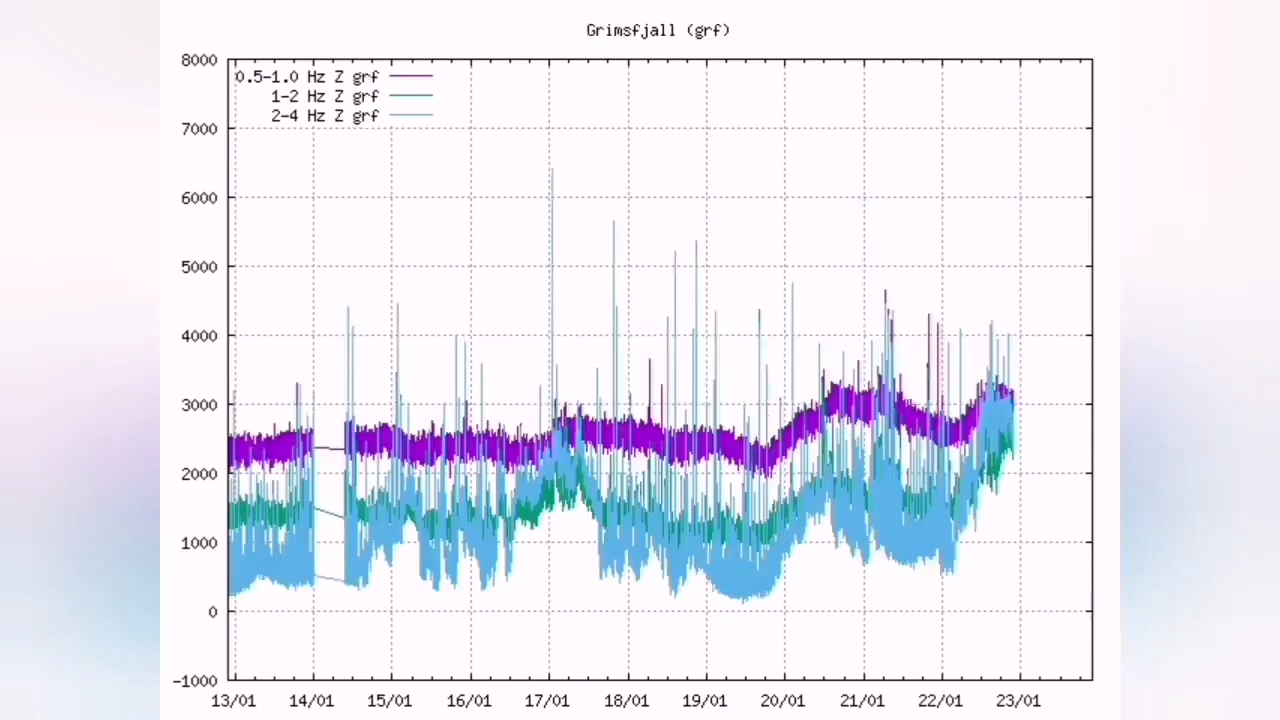 Grimsfjall (grf)
8000
0.5-1.0 Hz Z grf
1-2 Hz Z grf
2-4 Hz Z grf
7000
6000
5000
4000
3000
2000
1000
0
-1000
13/01 14/01 15/01 16/01 17/01 18/01 19/01 20/01 21/01 22/01 23/01